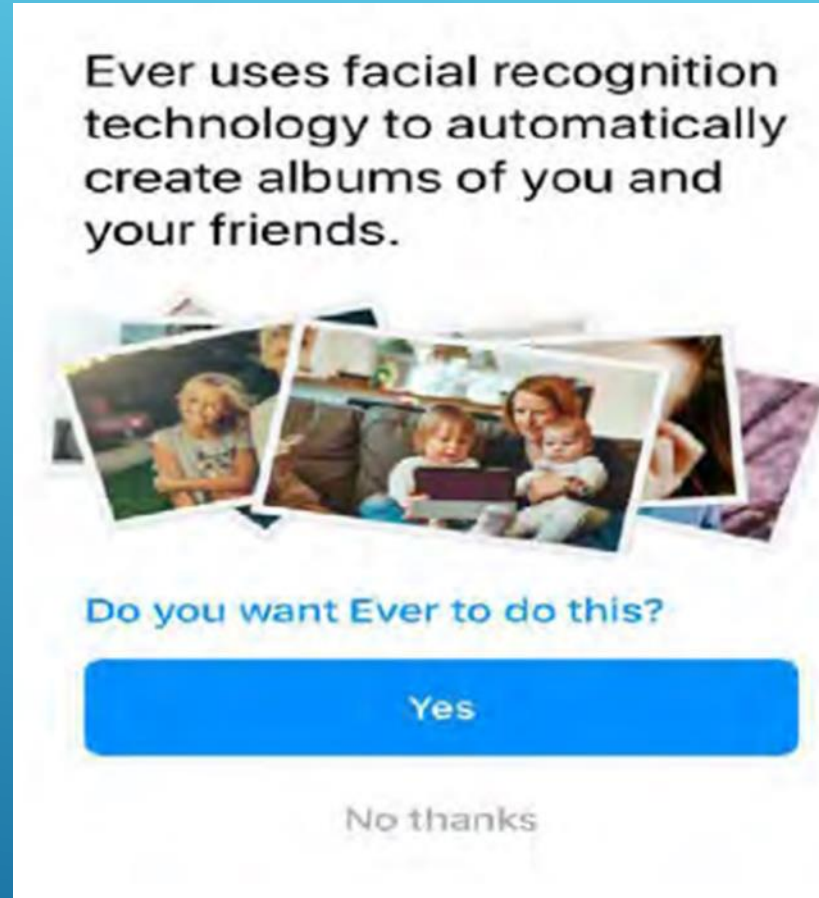 Ever uses facial recognition
technology to automatically
create albums of you and
your friends.
Do you want Ever to do this?
Yes
No thanks